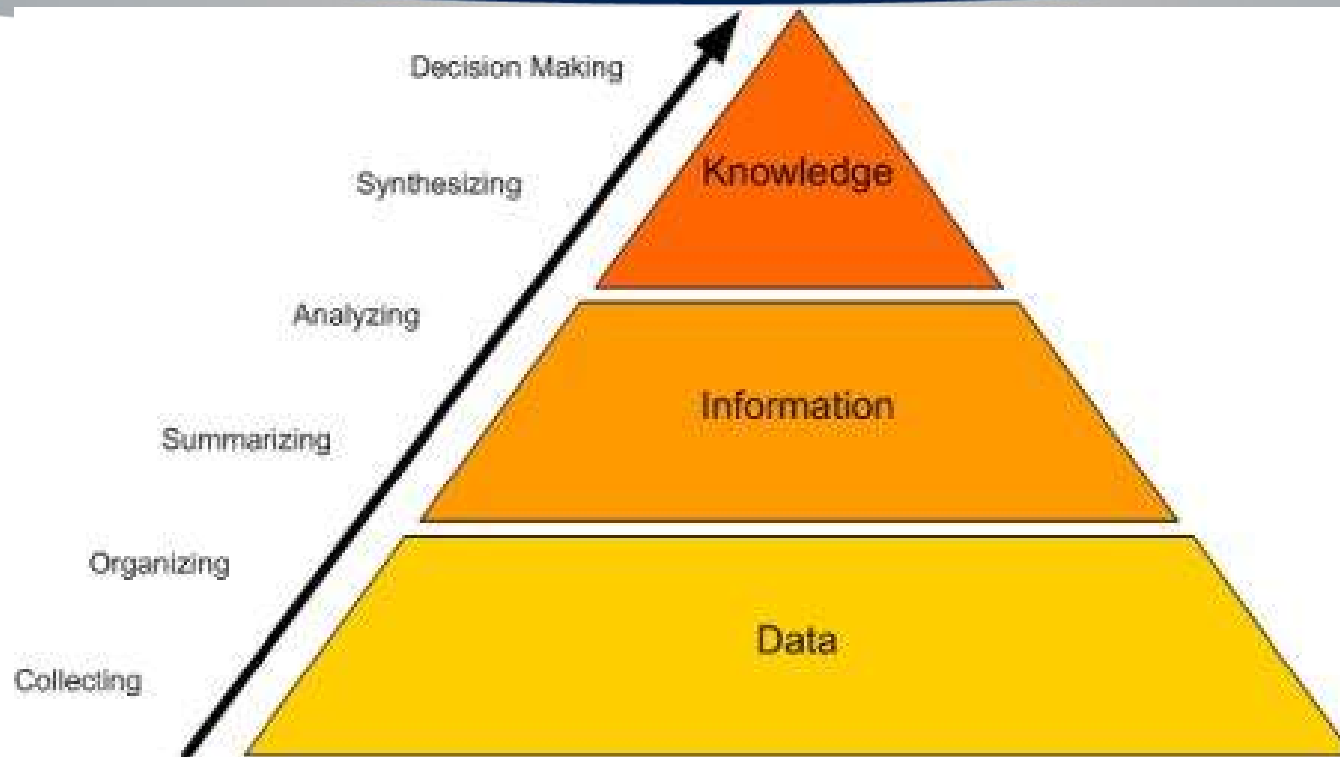 Decision Making
Knowledge
Synthesizing
Analyzing
Information
Summarizing
Organizing
Data
Collecting